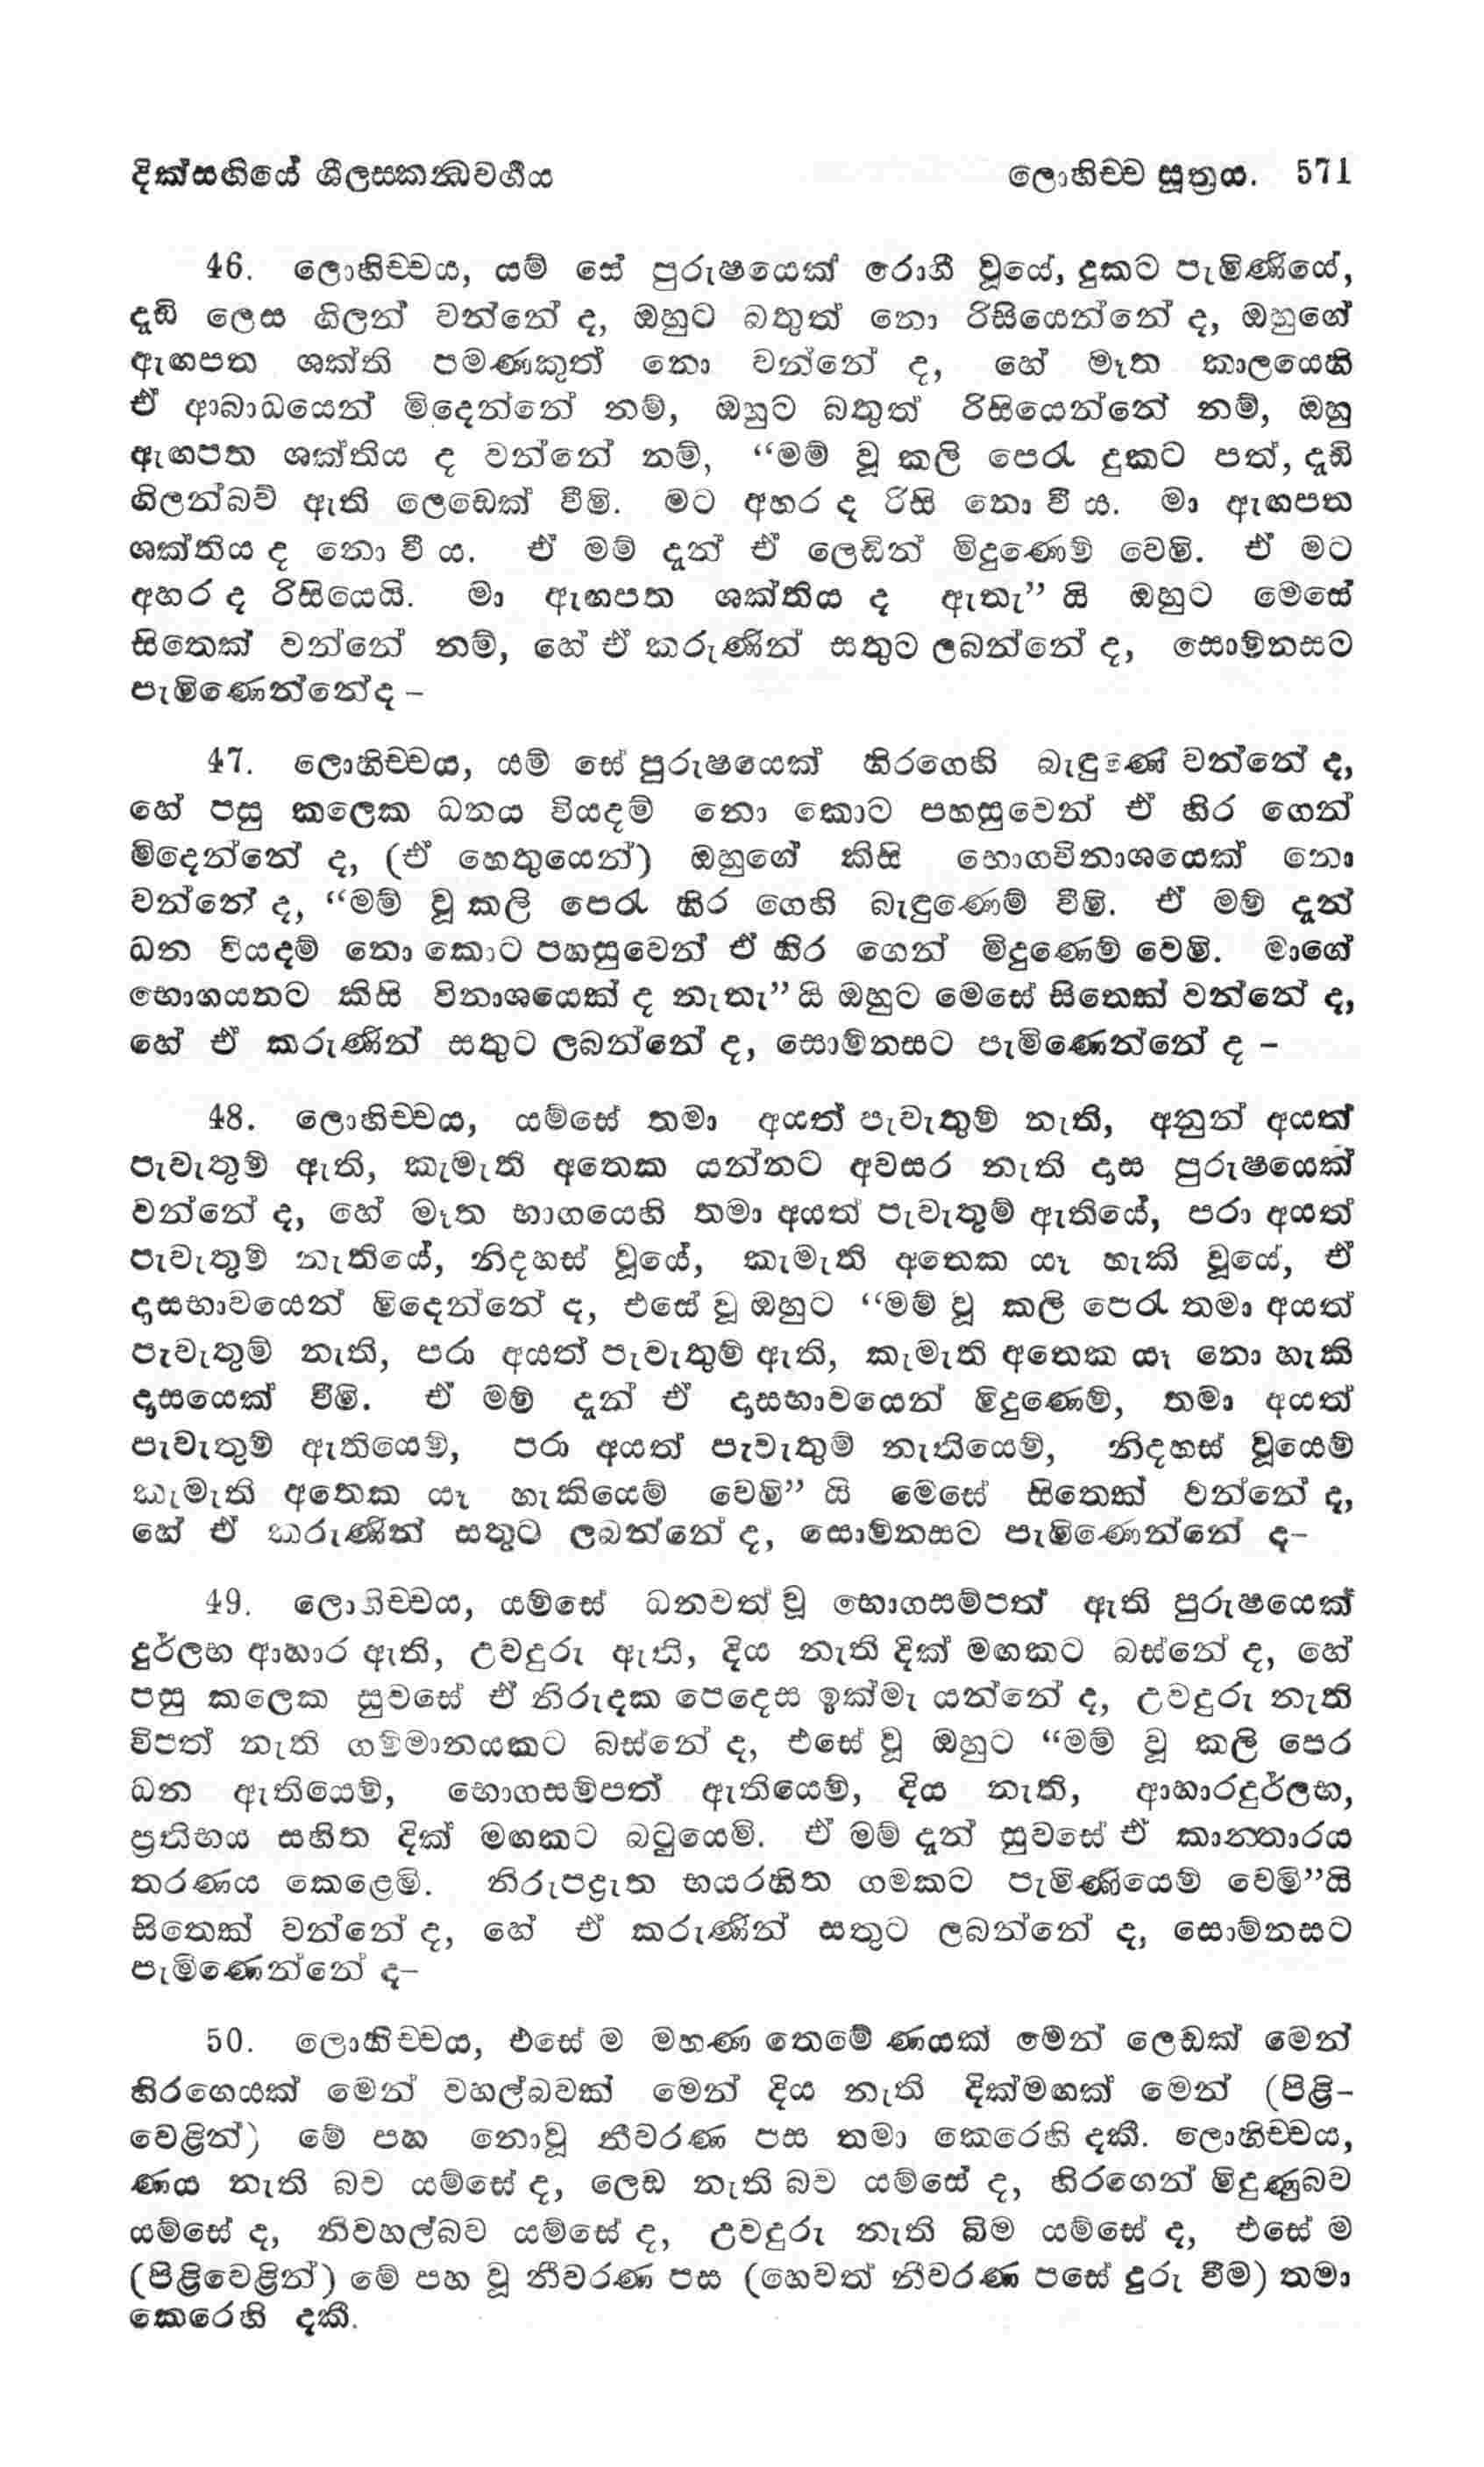 දික්සඟියේ ශීලස්කන්ධවර්ගය ලොහිච්ච සූත්‍රය. 571
46. ලොහිච්චය, යම් සේ පුරුෂයෙක් රොගී වූයේ, දුකට පැමිණියේ,
දැඩි ලෙස ගිලන් වන්නේ ද, ඔහුට බතුත් නො රිසියෙන්නේ ද, ඔහුගේ
ඇඟපත ශක්ති පමණකුත් නො වන්නේ ද, හේ මෑත කාලයෙහි
ඒ ආබාධයෙන් මිදෙන්නේ නම්, ඔහුට බතුත් රිසියෙන්නේ නම්, ඔහු
ඇඟපත ශක්තිය ද වන්නේ නම්, “මම් වූ කලි පෙරැ දුකට පත්, දැඩි
ගිලන්බව් ඇති ලෙඩෙක් වීමි. මට අහර ද රිසි නො වී ය. මා ඇඟපත
ශක්තිය ද නො වී ය. ඒ මම් දැන් ඒ ලෙඩින් මිදුණෙම් වෙමි. ඒ මට
අහර ද රිසියෙයි. මා ඇඟපත ශක්තිය ද ඇතැ” යි ඔහුට මෙසේ
සිතෙක් වන්නේ නම්, හේ ඒ කරුණින් සතුට ලබන්නේ ද, සොම්නසට
පැමිණෙන්නේද –
47. ලොහිච්චය, යම් සේ පුරුෂයෙක් හිරගෙහි බැඳුණේ වන්නේ ද,
හේ පසු කලෙක ධනය වියදම් නො කොට පහසුවෙන් ඒ හිර ගෙන්
මිදෙන්නේ ද, (ඒ හෙතුයෙන්) ඔහුගේ කිසි භොගවිනාශයෙක් නො
වන්නේ ද, “මම් වූ කලි පෙරැ හිර ගෙහි බැඳුණෙම් වීමි. ඒ මම් දැන්
ධන වියදම් නො කොට පහසුවෙන් ඒ හිර ගෙන් මිදුණෙම් වෙමි. මාගේ
භොගයනට කිසි විනාශයෙක් ද නැතැ” යි ඔහුට මෙසේ සිතෙක් වන්නේ ද,
හේ ඒ කරුණින් සතුට ලබන්නේ ද, සොම්නසට පැමිණෙන්නේ ද –
48. ලොහිච්චය, යම්සේ තමා අයත් පැවැතුම් නැති, අනුන් අයත්
පැවැතුම් ඇති, කැමැති අතෙක යන්නට අවසර නැති දාස පුරුෂයෙක්
වන්නේ ද, හේ මෑත භාගයෙහි තමා අයත් පැවැතුම් ඇතියේ, පරා අයත්
පැවැතුම් නැතියේ, නිදහස් වූයේ, කැමැති අතෙක යෑ හැකි වූයේ, ඒ
දාසභාවයෙන් මිදෙන්නේ ද, එසේ වූ ඔහුට “මම් වූ කලි පෙරැ තමා අයත්
පැවැතුම් නැති, පරා අයත් පැවැතුම් ඇති, කැමැති අතෙක යෑ නො හැකි
දාසයෙක් වීමි. ඒ මම් දැන් ඒ දාසභාවයෙන් මිදුණෙම්, තමා අයත්
පැවැතුම් ඇතියෙම්, පරා අයත් පැවැතුම් නැතියෙම්, නිදහස් වූයෙම්
කැමැති අතෙක යෑ හැකියෙම් වෙමි” යි මෙසේ සිතෙක් වන්නේ ද,
හේ ඒ කරුණින් සතුට ලබන්නේ ද, සොම්නසට පැමිණෙන්නේ ද–
49. ලොහිච්චය, යම්සේ ධනවත් වූ භොගසම්පත් ඇති පුරුෂයෙක්
දුර්ලභ ආහාර ඇති, උවදුරු ඇති, දිය නැති දික් මඟකට බස්නේ ද, හේ
පසු කලෙක සුවසේ ඒ නිරුදක පෙදෙස ඉක්මැ යන්නේ ද, උවදුරු නැති
විපත් නැති ගම්මානයකට බස්නේ ද, එසේ වූ ඔහුට “මම් වූ කලි පෙර
ධන ඇතියෙම්, භොගසම්පත් ඇතියෙම්, දිය නැති, ආහාරදුර්ලභ,
ප්‍රතිභය සහිත දික් මඟකට බටුයෙමි. ඒ මම් දැන් සුවසේ ඒ කාන්තාරය
තරණය කෙළෙමි. නිරුපද්‍රැත භයරහිත ගමකට පැමිණියෙම් වෙමි”යි
සිතෙක් වන්නේ ද, හේ ඒ කරුණින් සතුට ලබන්නේ ද, සොම්නසට
පැමිණෙන්නේ ද–
50. ලොහිච්චය, එසේ ම මහණ තෙමේ ණයක් මෙන් ලෙඩක් මෙන්
හිරගෙයක් මෙන් වහල්බවක් මෙන් දිය නැති දික්මඟක් මෙන් (පිළි-
වෙළින්) මේ පහ නොවූ නීවරණ පස තමා කෙරෙහි දකී. ලොහිච්චය,
ණය නැති බව යම්සේ ද, ලෙඩ නැති බව යම්සේ ද, හිරගෙන් මිදුණුබව
යම්සේ ද, නිවහල්බව යම්සේ ද, උවදුරු නැති බිම යම්සේ ද, එසේ ම
(පිළිවෙළින්) මේ පහ වූ නීවරණ පස (හෙවත් නීවරණ පසේ දුරු වීම) තමා
කෙරෙහි දකී.